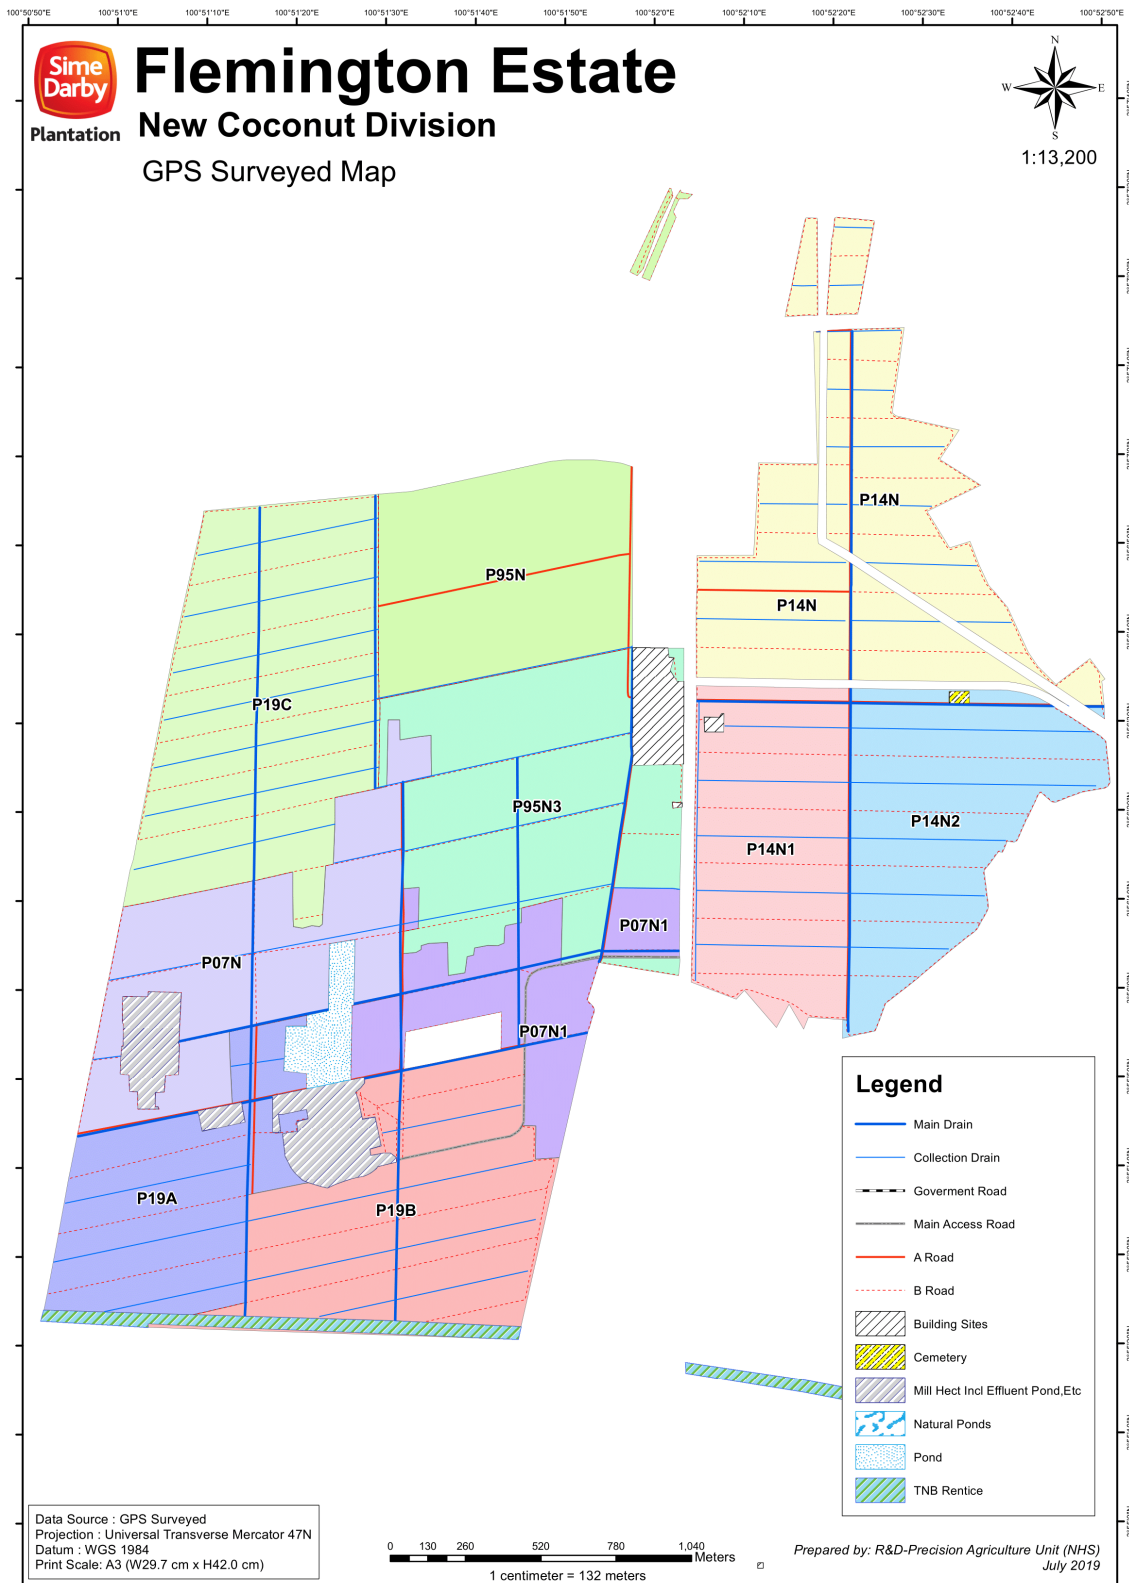 100°50'50"E 100°51'0"E 100°51'10"E 100°51'20"E 100°51'30"E 100°51'40"E 100°51'50"E 100°52'0"E 100°52'10"E 100°52'20"E 100°52'30"E 100°52'40"E 100°52'50"E
Sime
Darby
Plantation
Flemington Estate
New Coconut Division
GPS Surveyed Map
N
W E
S
1:13,200
P14N
P95N
P14N
P19C
P95N3
P14N2
P14N1
P07N1
P07N
P07N1
P19A
P19B
Legend
Main Drain
Collection Drain
Goverment Road
Main Access Road
A Road
B Road
Building Sites
Cemetery
Mill Hect Incl Effluent Pond,Etc
Natural Ponds
Pond
TNB Rentice
Data Source : GPS Surveyed
Projection : Universal Transverse Mercator 47N
Datum : WGS 1984
Print Scale: A3 (W29.7 cm x H42.0 cm)
0 130 260 520 780 1,040
Meters
1 centimeter = 132 meters
Prepared by: R&D-Precision Agriculture Unit (NHS)
July 2019